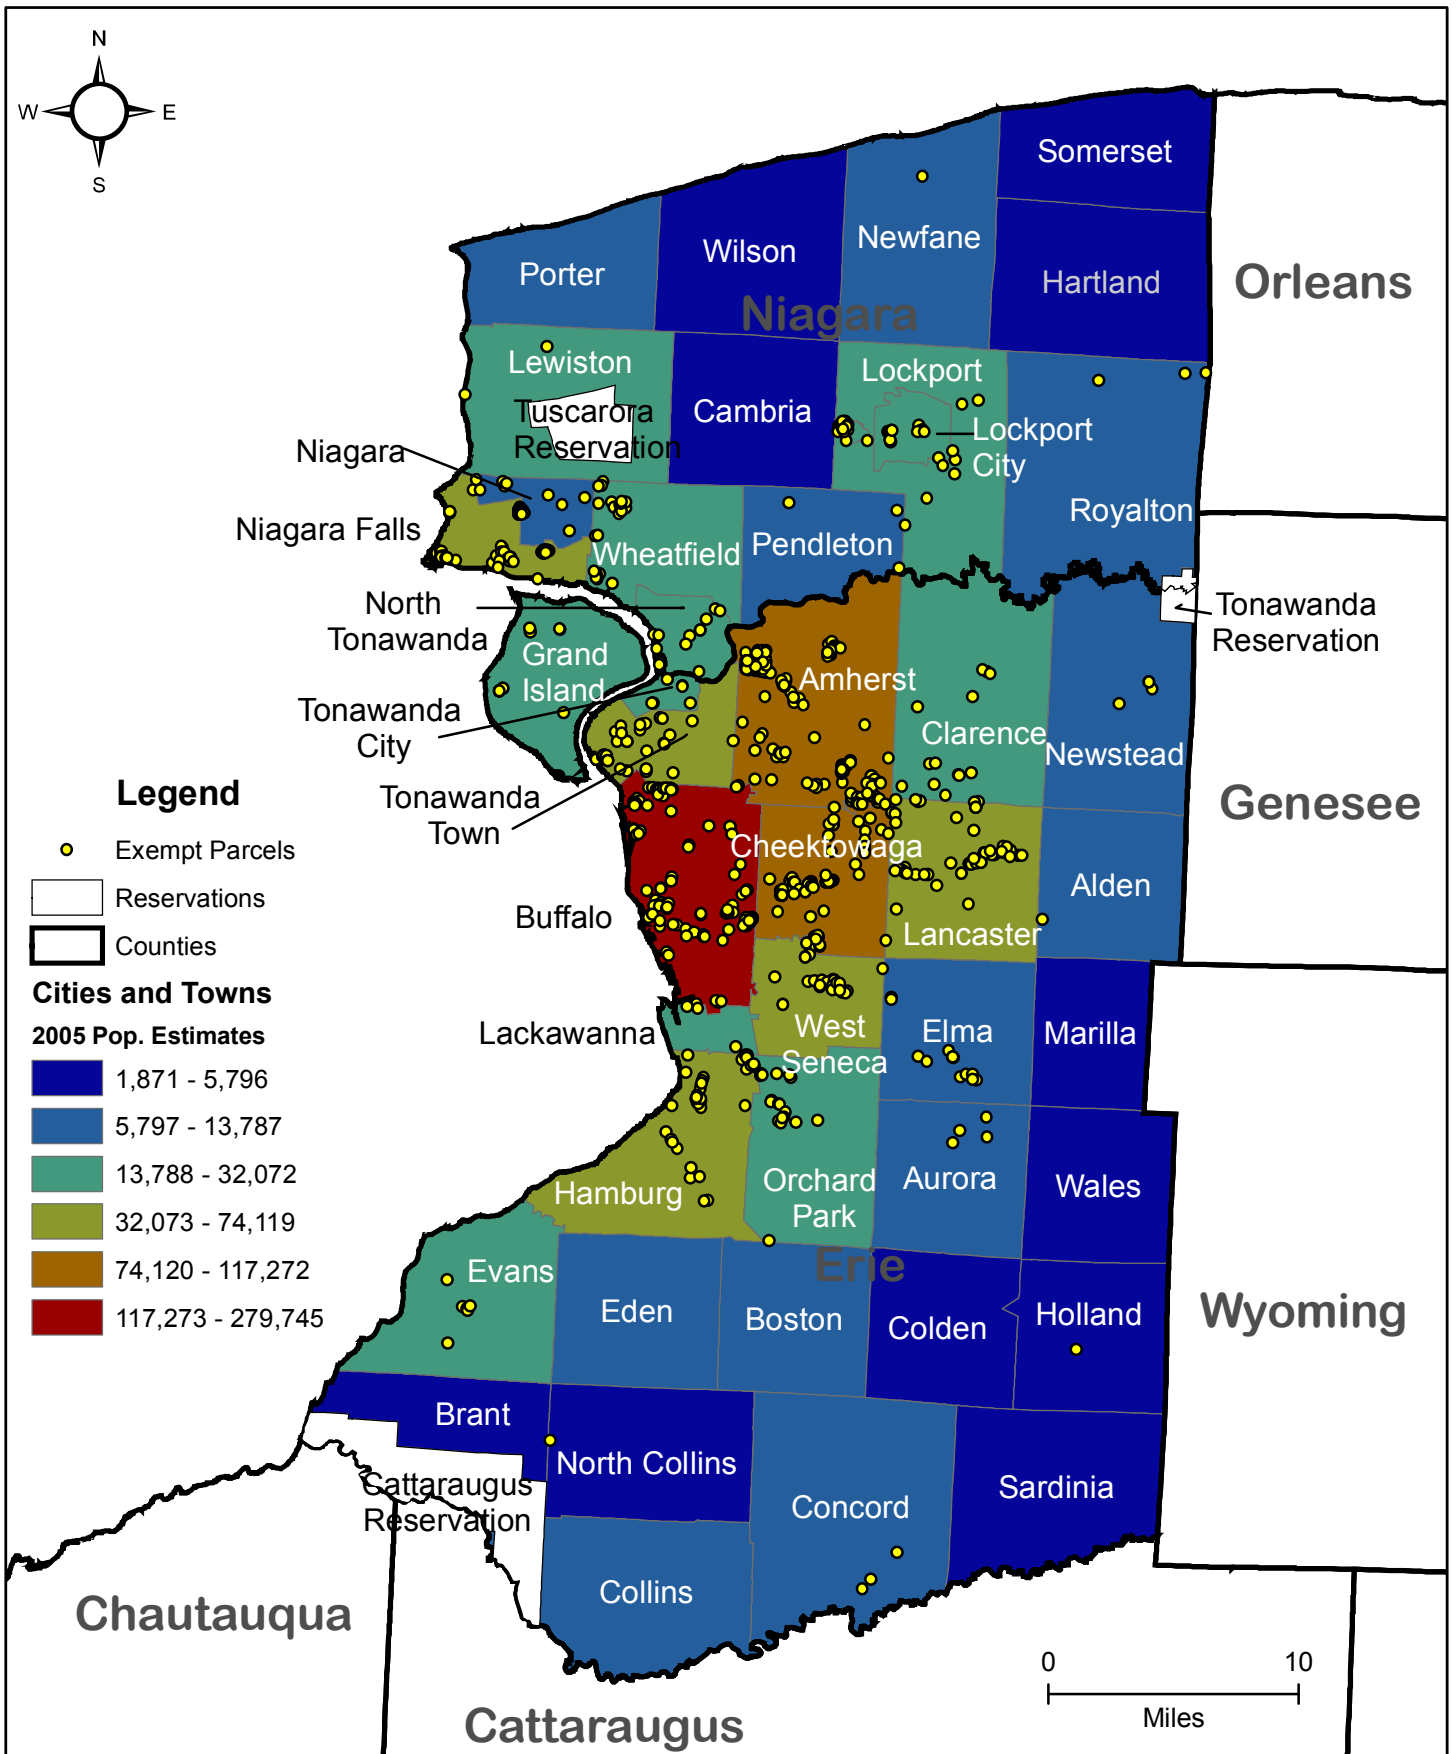 N
W
E
S
Somerset
Newfane
Wilson
Porter
Hartland
Orleans
Niagara
Lewiston
Lockport
Tuscarora
Reservation
Cambria
Lockport
City
Niagara
Royalton
Niagara Falls
Wheatfield
Pendleton
North
Tonawanda
Tonawanda
Reservation
Grand
Island
Amherst
Tonawanda
City
Clarence
Newstead
Legend
Exempt Parcels
Reservations
Counties
Cities and Towns
2005 Pop. Estimates
1,871 - 5,796
5,797 - 13,787
13,788 - 32,072
32,073 - 74,119
74,120 - 117,272
117,273 - 279,745
Tonawanda
Town
Genesee
Cheektowaga
Alden
Buffalo
Lancaster
Lackawanna
West
Seneca
Elma
Marilla
Hamburg
Orchard
Park
Aurora
Wales
Erie
Evans
Eden
Boston
Colden
Holland
Wyoming
Brant
North Collins
Cattaraugus
Reservation
Concord
Sardinia
Collins
Chautauqua
Cattaraugus
0
10
Miles